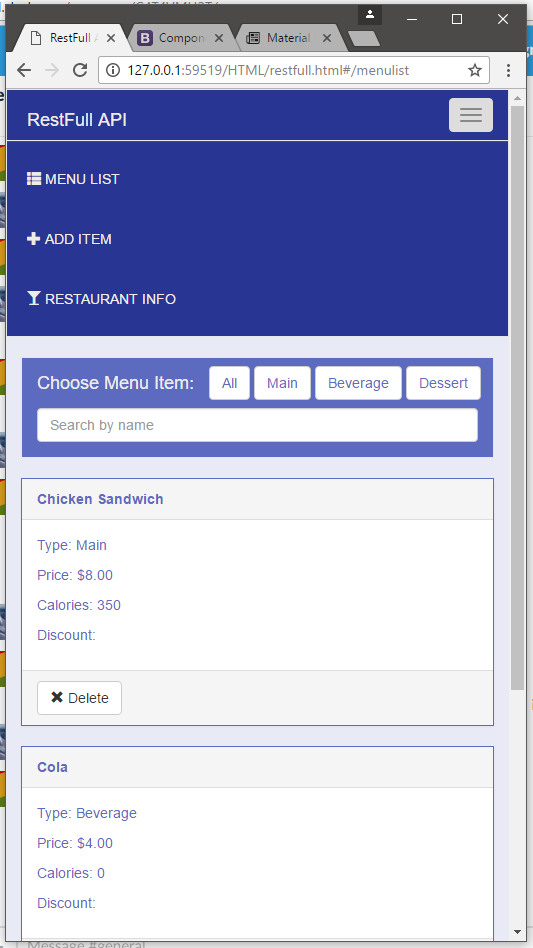 RestFull A
Compon
Material
127.0.0.1:59519/HTML/restfull.html#/menulist
RestFull API
MENU LIST
ADD ITEM
RESTAURANT INFO
Choose Menu Item: All Main Beverage Dessert
Search by name
Chicken Sandwich
Type: Main
Price: $8.00
Calories: 350
Discount:
Delete
Cola
Type: Beverage
Price: $4.00
Calories: 0
Discount:
Message #general